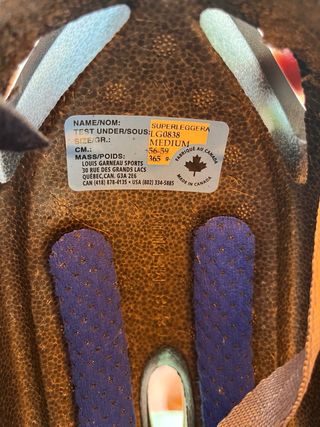 NAME/NOM: SUPERLEGGERA
TEST UNDER/SOUS: LG0838
SIZE/GR.: MEDIUM
CM.: 56-59
MASS/POIDS: 365 g
LOUIS GARNEAU SPORTS
30 RUE DES GRANDS LACS
QUÉBEC,CAN. G3A 2E6
CAN (418) 878-4135 • USA (802) 334-5885
FABRIQUÉ AU CANADA
MADE IN CANADA